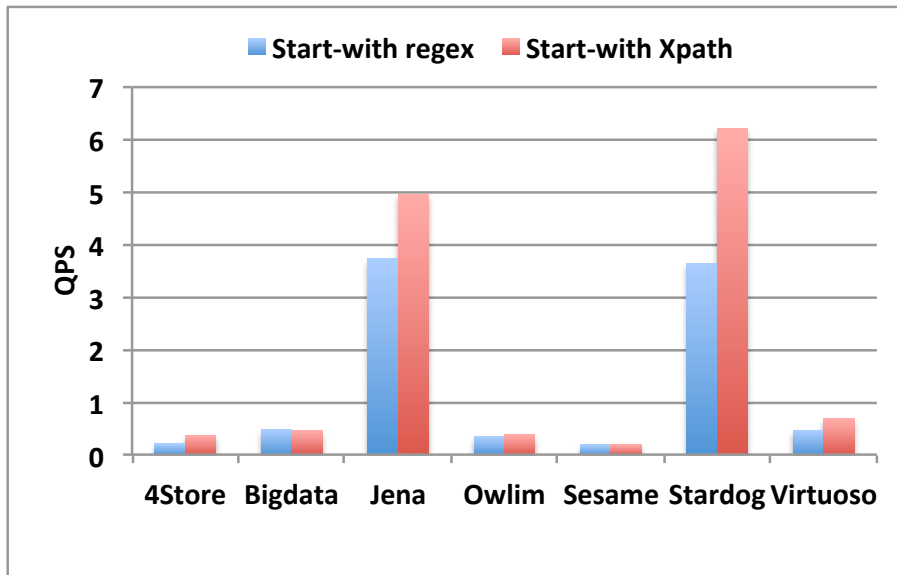 Start-with regex Start-with Xpath
7
6
5
4
3
2
1
0
QPS
4Store Bigdata Jena Owlim Sesame Stardog Virtuoso